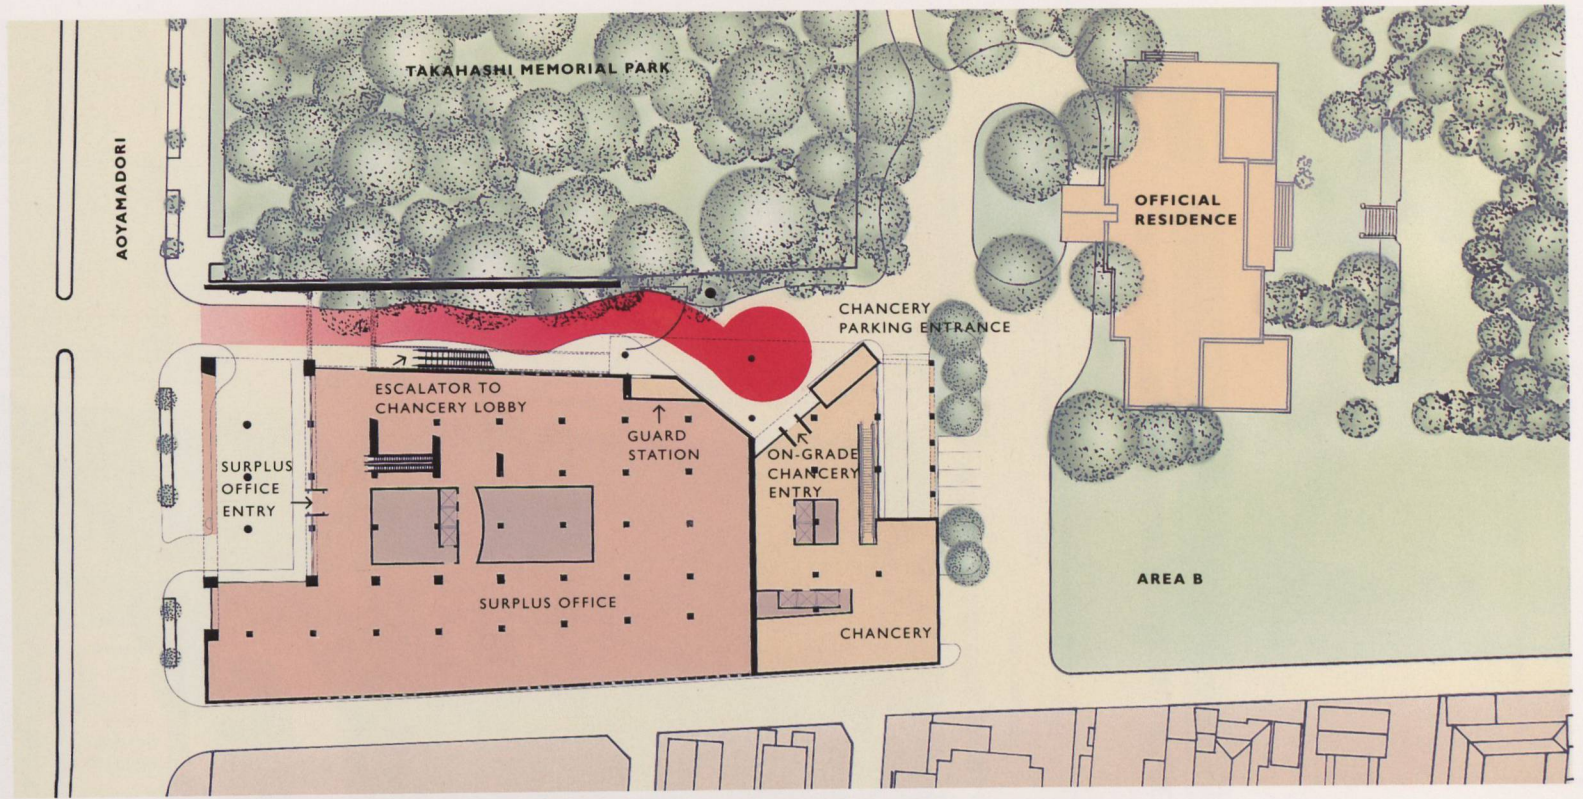 TAKAHASHI MEMORIAL PARK
AOYAMADORI
OFFICIAL
RESIDENCE
CHANCERY
PARKING ENTRANCE
ESCALATOR TO
CHANCERY LOBBY
GUARD
STATION
ON-GRADE
CHANCERY
ENTRY
SURPLUS
OFFICE
ENTRY
SURPLUS OFFICE
CHANCERY
AREA B